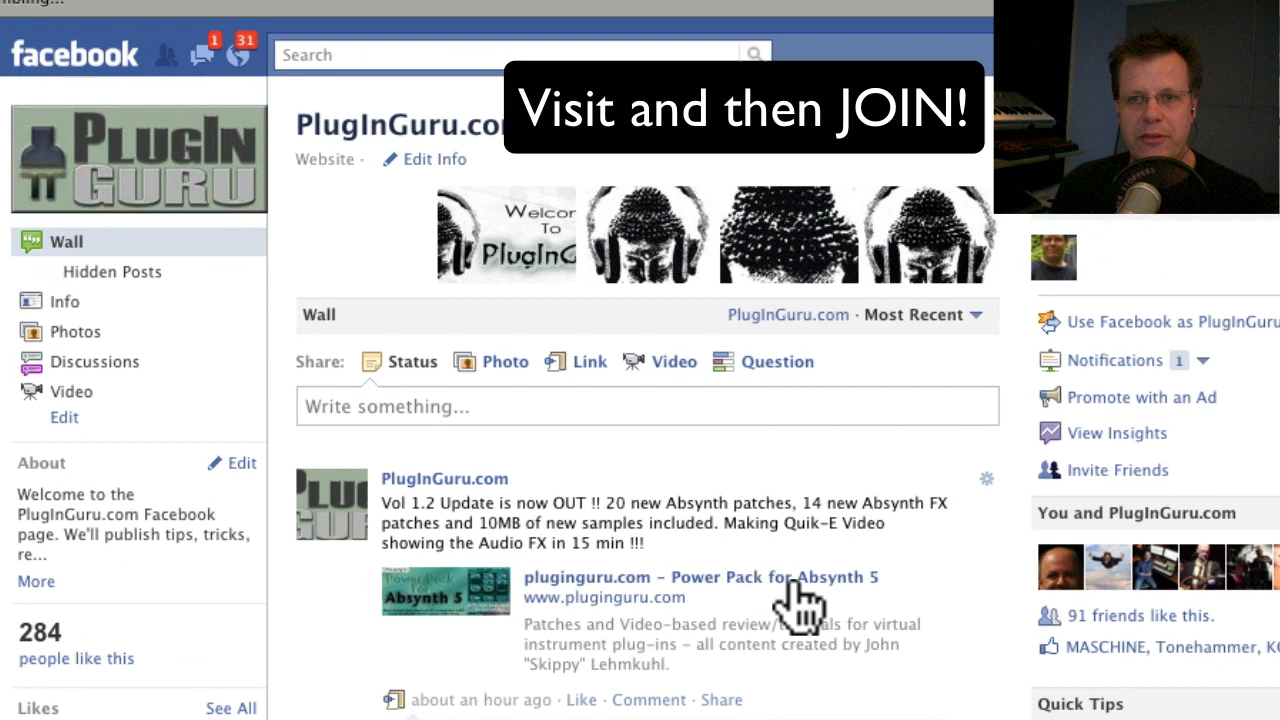 facebook
1
31
Search
Visit and then JOIN!
PLUGIN
GURU
Website ·
Edit Info
Welcor
To
Wall
Hidden Posts
Info
Photos
Discussions
Video
Edit
Wall
PlugInGuru.com · Most Recent
Share:
Status
Photo
Link
Video
Question
Write something...
About
Edit
Welcome to the
PlugInGuru.com Facebook
page. We'll publish tips, tricks,
re...
More
284
people like this
Likes
See All
PlugInGuru.com
Vol 1.2 Update is now OUT !! 20 new Absynth patches, 14 new Absynth FX
patches and 10MB of new samples included. Making Quik-E Video
showing the Audio FX in 15 min !!!
Power Pack for
Absynth 5
pluginguru.com – Power Pack for Absynth 5
www.pluginguru.com
Patches and Video-based for virtual
instrument plug-ins – all content created by John
"Skippy" Lehmkuhl.
about an hour ago · Like · Comment · Share
Use Facebook as PlugInGuru
Notifications 1
Promote with an Ad
View Insights
Invite Friends
You and PlugInGuru.com
91 friends like this.
MASCHINE, Tonehammer,
Quick Tips